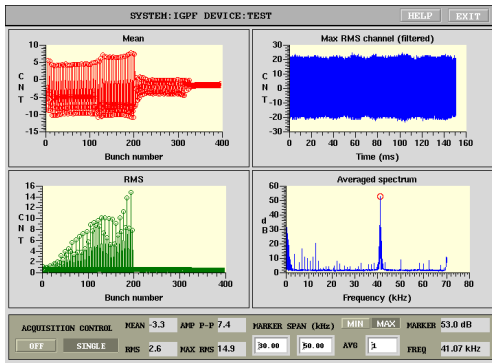 SYSTEM:IGPF DEVICE:TEST
HELP
EXIT
Mean
10
5
0
-5
-10
-15
C
N
T
0 100 200 300 400
Bunch number
Max RMS channel (filtered)
30
20
10
0
-10
-20
-30
C
N
T
0 20 40 60 80 100 120 140 160
Time (ms)
RMS
16
14
12
10
8
6
4
2
0
C
N
T
0 100 200 300 400
Bunch number
Averaged spectrum
60
50
40
30
20
10
0
d
B
0 10 20 30 40 50 60 70 80
Frequency (kHz)
ACQUISITION CONTROL
OFF SINGLE
MEAN -3.3 AMP P-P 7.4
RMS 2.6 MAX RMS 14.9
MARKER SPAN (kHz) MIN MAX MARKER 53.0 dB
30.00 50.00 AVG 1 FREQ 41.07 kHz